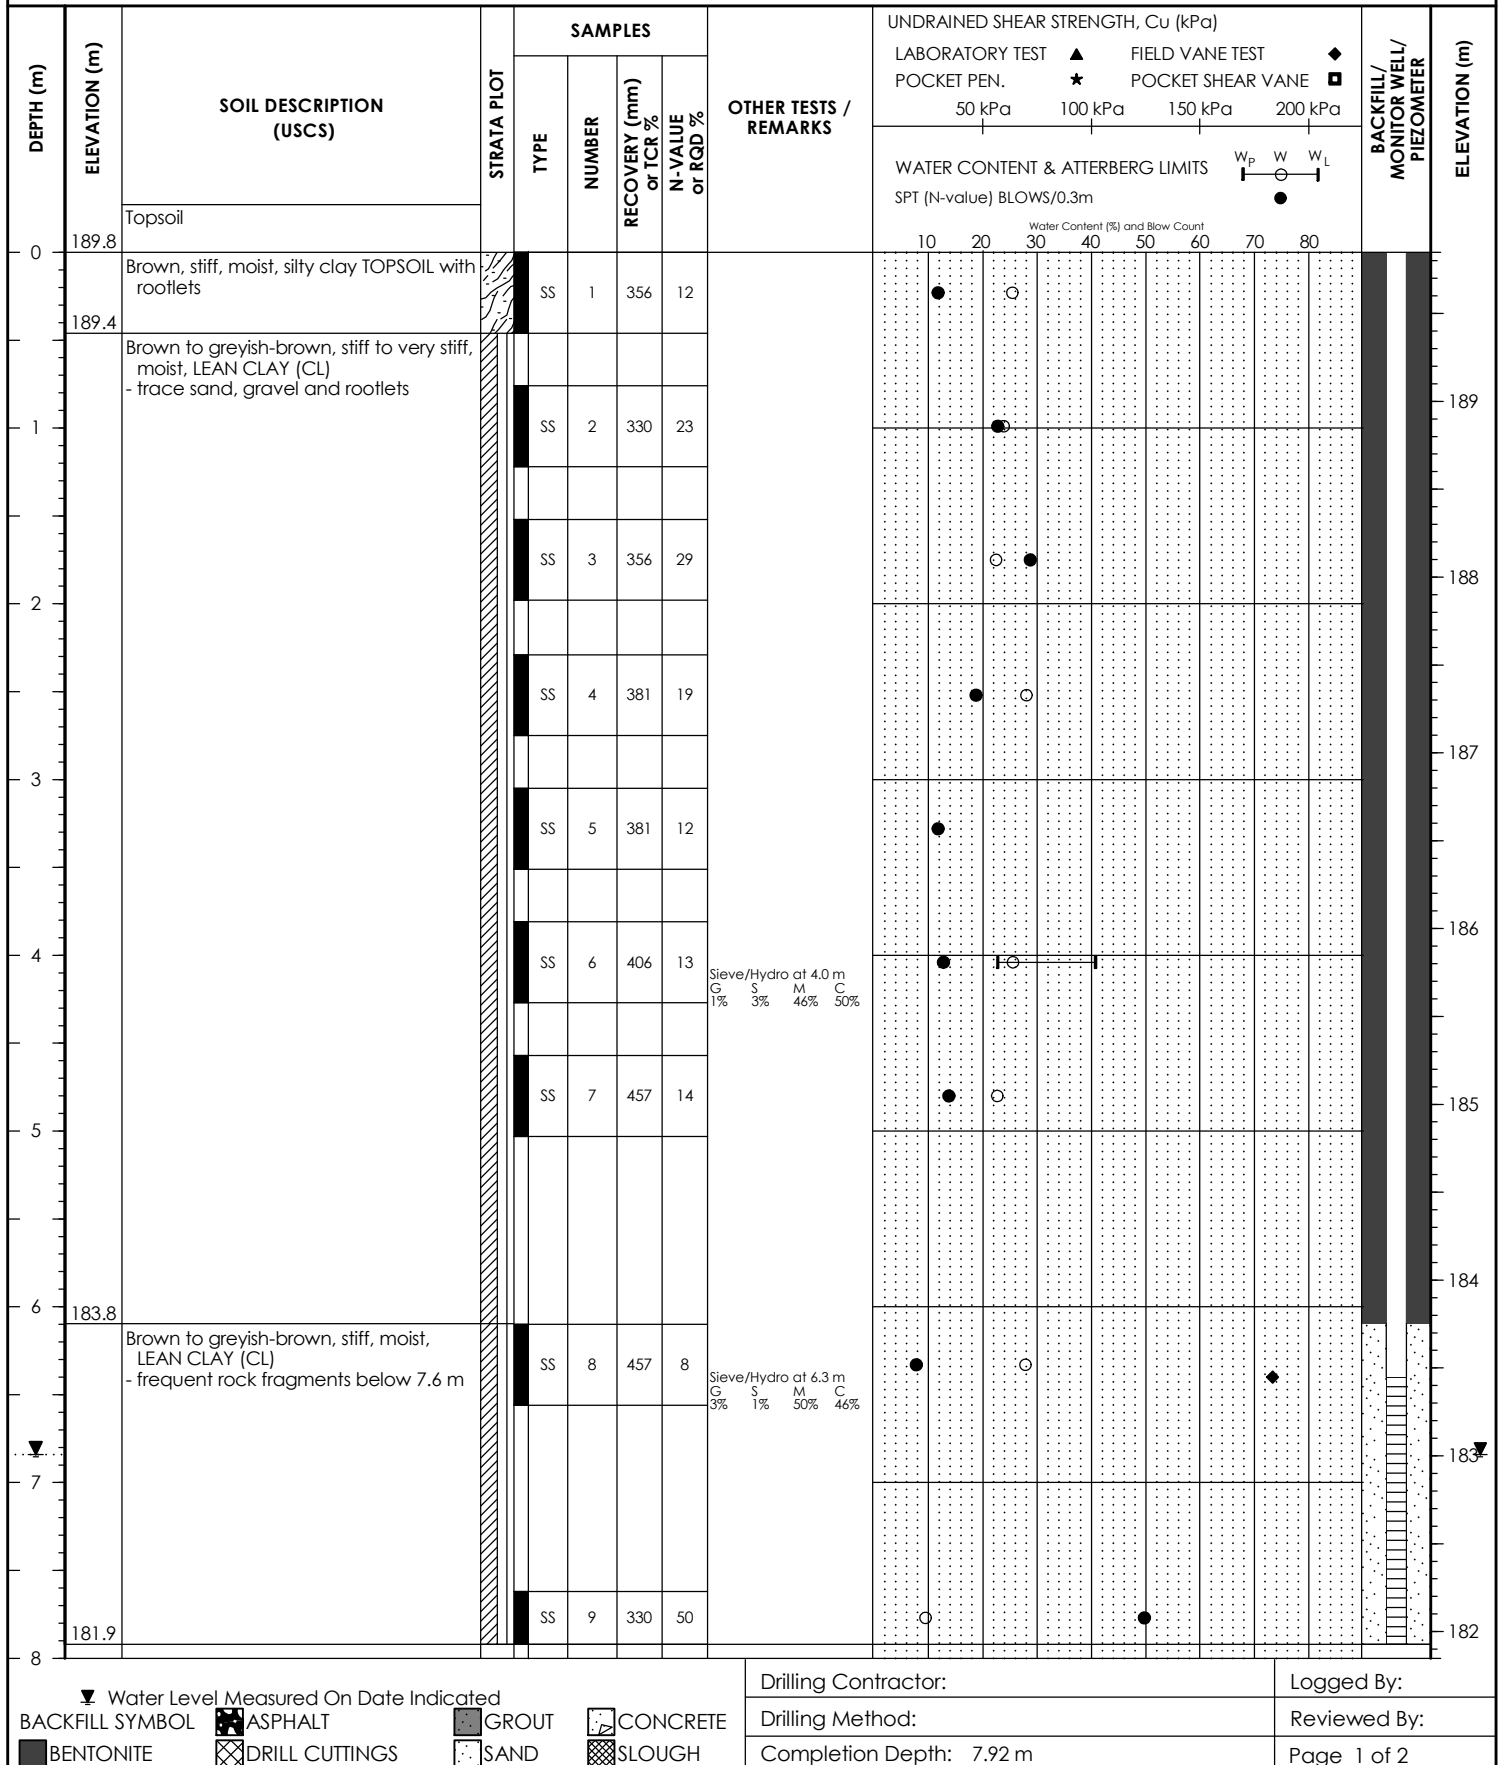 DEPTH (m)
ELEVATION (m)
SOIL DESCRIPTION
(USCS)
STRATA PLOT
SAMPLES
TYPE
NUMBER
RECOVERY (mm)
or TCR %
N-VALUE
or RQD %
OTHER TESTS /
REMARKS
UNDRAINED SHEAR STRENGTH, Cu (kPa)
LABORATORY TEST ▲ FIELD VANE TEST ◆
POCKET PEN. ★ POCKET SHEAR VANE
50 kPa 100 kPa 150 kPa 200 kPa
WATER CONTENT & ATTERBERG LIMITS
WP W WL
SPT (N-value) BLOWS/0.3m ●
Water Content (%) and Blow Count
10 20 30 40 50 60 70 80
BACKFILL/
MONITOR WELL/
PIEZOMETER
ELEVATION (m)
Topsoil
0 189.8
Brown, stiff, moist, silty clay TOPSOIL with
rootlets
SS 1 356 12
189.4
Brown to greyish-brown, stiff to very stiff,
moist, LEAN CLAY (CL)
- trace sand, gravel and rootlets
189
1
SS 2 330 23
SS 3 356 29
188
2
SS 4 381 19
187
3
SS 5 381 12
186
4
SS 6 406 13
Sieve/Hydro at 4.0 m
G S M C
1% 3% 46% 50%
SS 7 457 14
185
5
184
6 183.8
Brown to greyish-brown, stiff, moist,
LEAN CLAY (CL)
- frequent rock fragments below 7.6 m
SS 8 457 8
Sieve/Hydro at 6.3 m
G S M C
3% 1% 50% 46%
183
7
SS 9 330 50
182
181.9
8
Water Level Measured On Date Indicated
BACKFILL SYMBOL ASPHALT GROUT CONCRETE
BENTONITE DRILL CUTTINGS SAND SLOUGH
Drilling Contractor:
Logged By:
Drilling Method:
Reviewed By:
Completion Depth: 7.92 m
Page 1 of 2